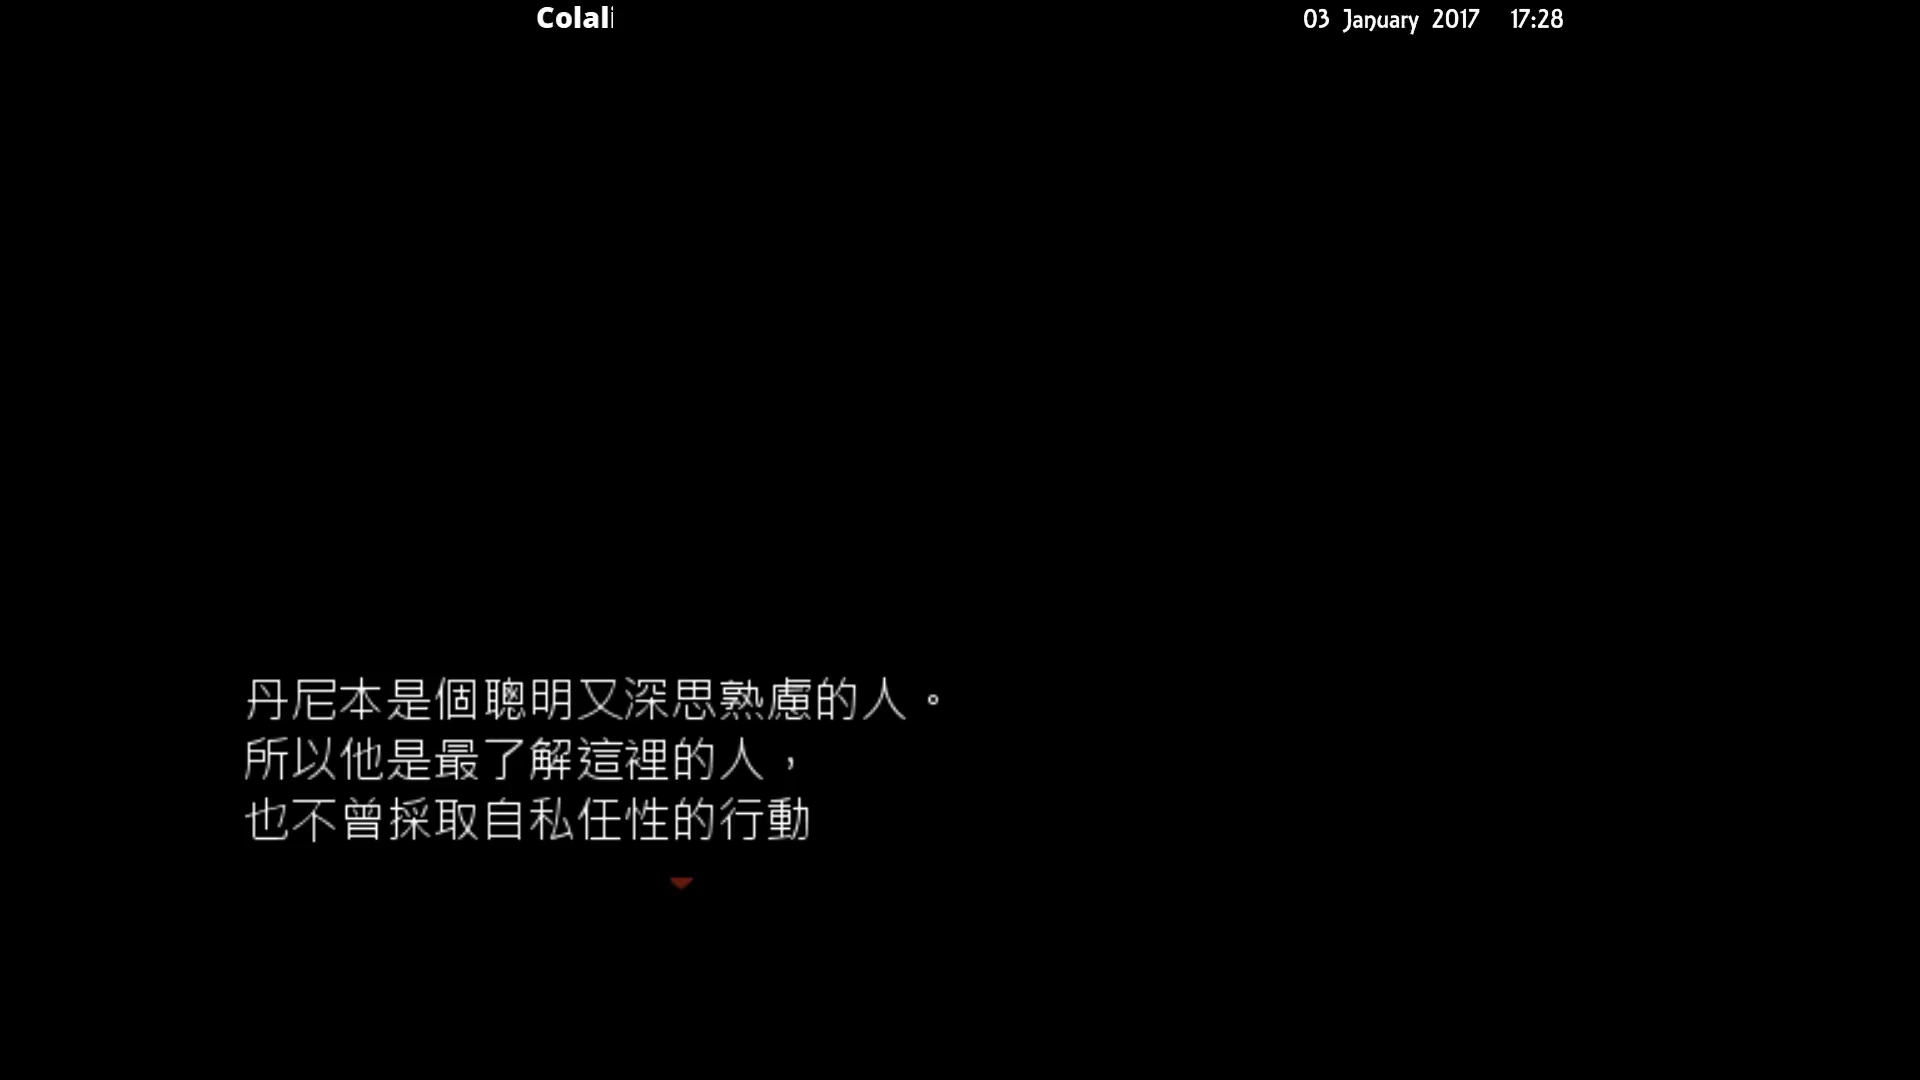 Colali
03 January 2017 17:28
丹尼本是個聰明又深思熟慮的人。
所以他是最了解這裡的人，
也不曾採取自私任性的行動